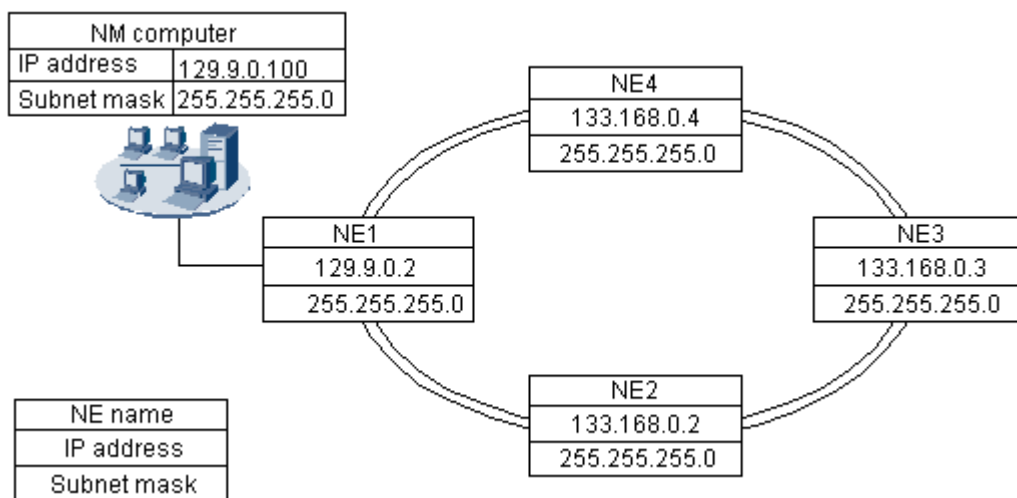 NM computer
IP address 129.9.0.100
Subnet mask 255.255.255.0
NE4
133.168.0.4
255.255.255.0
NE1
129.9.0.2
255.255.255.0
NE3
133.168.0.3
255.255.255.0
NE2
133.168.0.2
255.255.255.0
NE name
IP address
Subnet mask